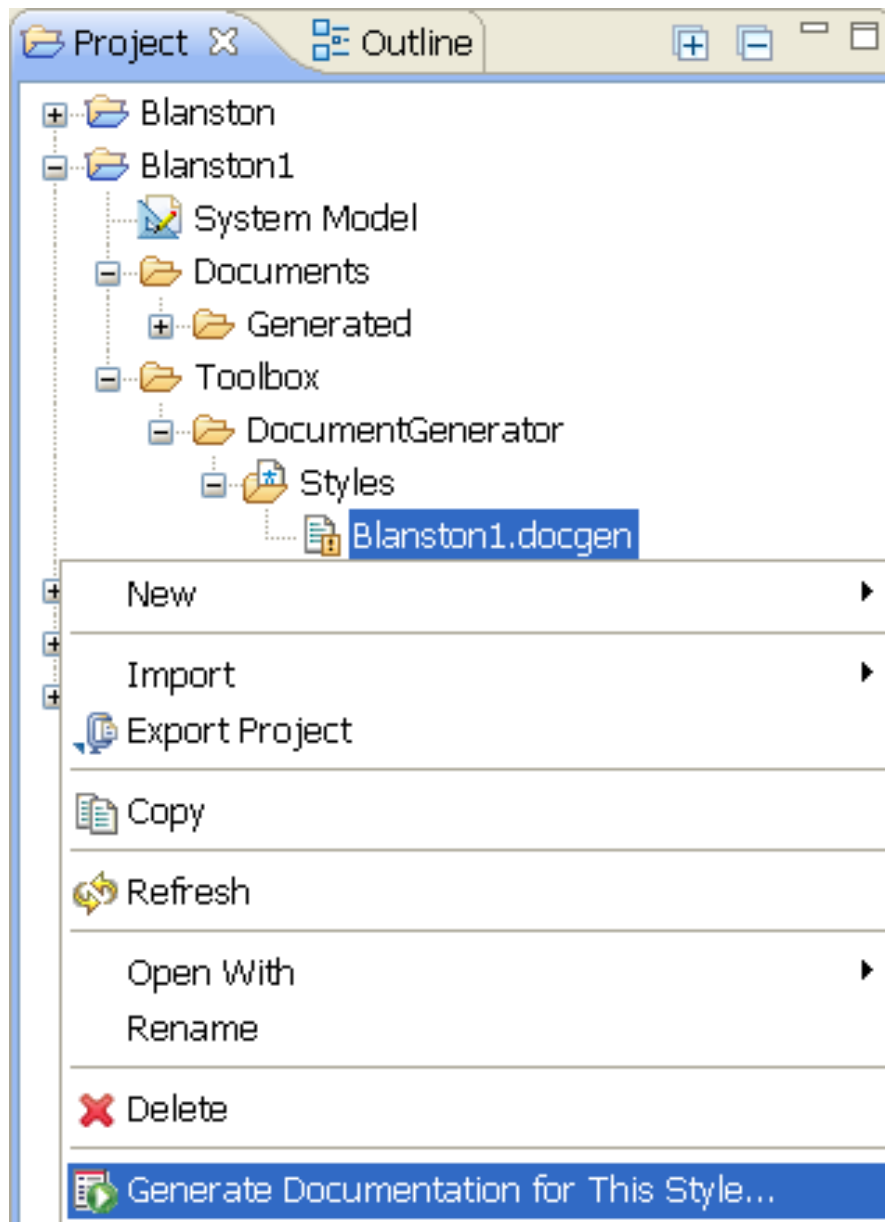 Project Outline
Blanston
Blanston1
System Model
Documents
Generated
Toolbox
DocumentGenerator
Styles
Blanston1.docgen
New
Import
Export Project
Copy
Refresh
Open With
Rename
Delete
Generate Documentation for This Style...